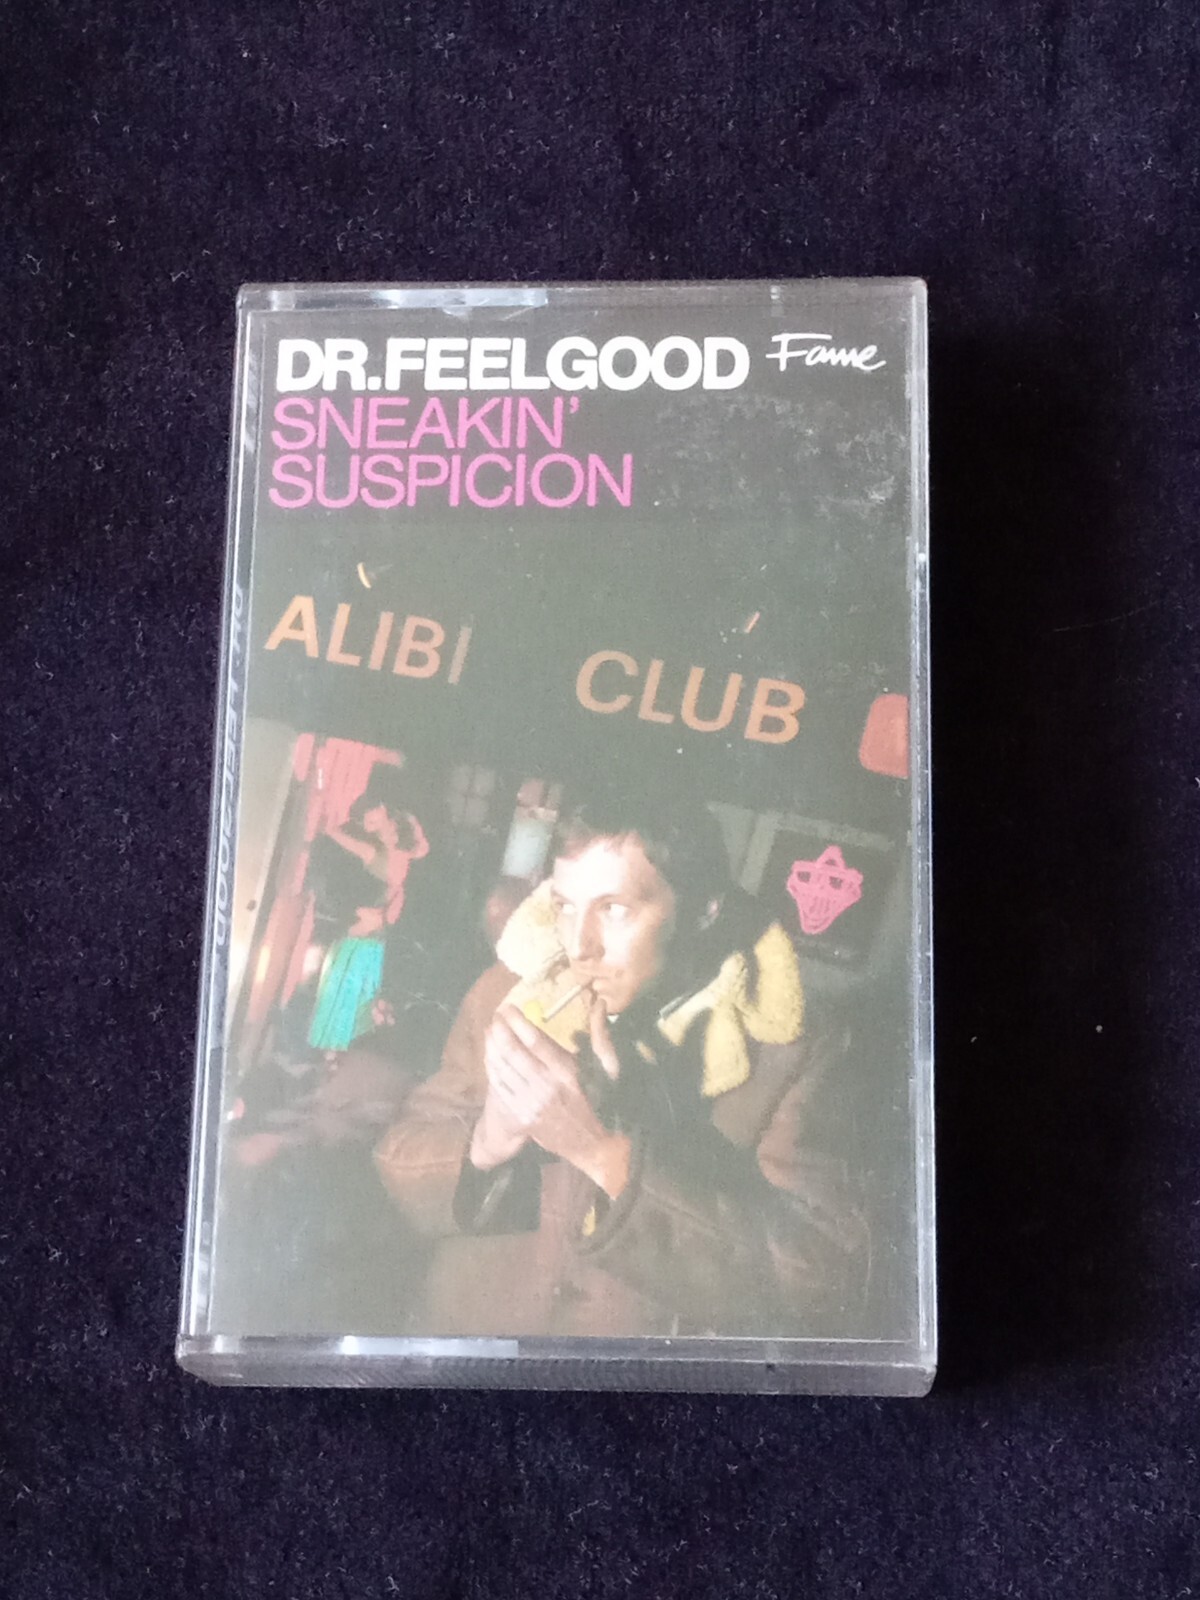 DR.FEELGOOD Fame
SNEAKIN'
SUSPICION
ALIBI CLUB
DR. FEELGOOD